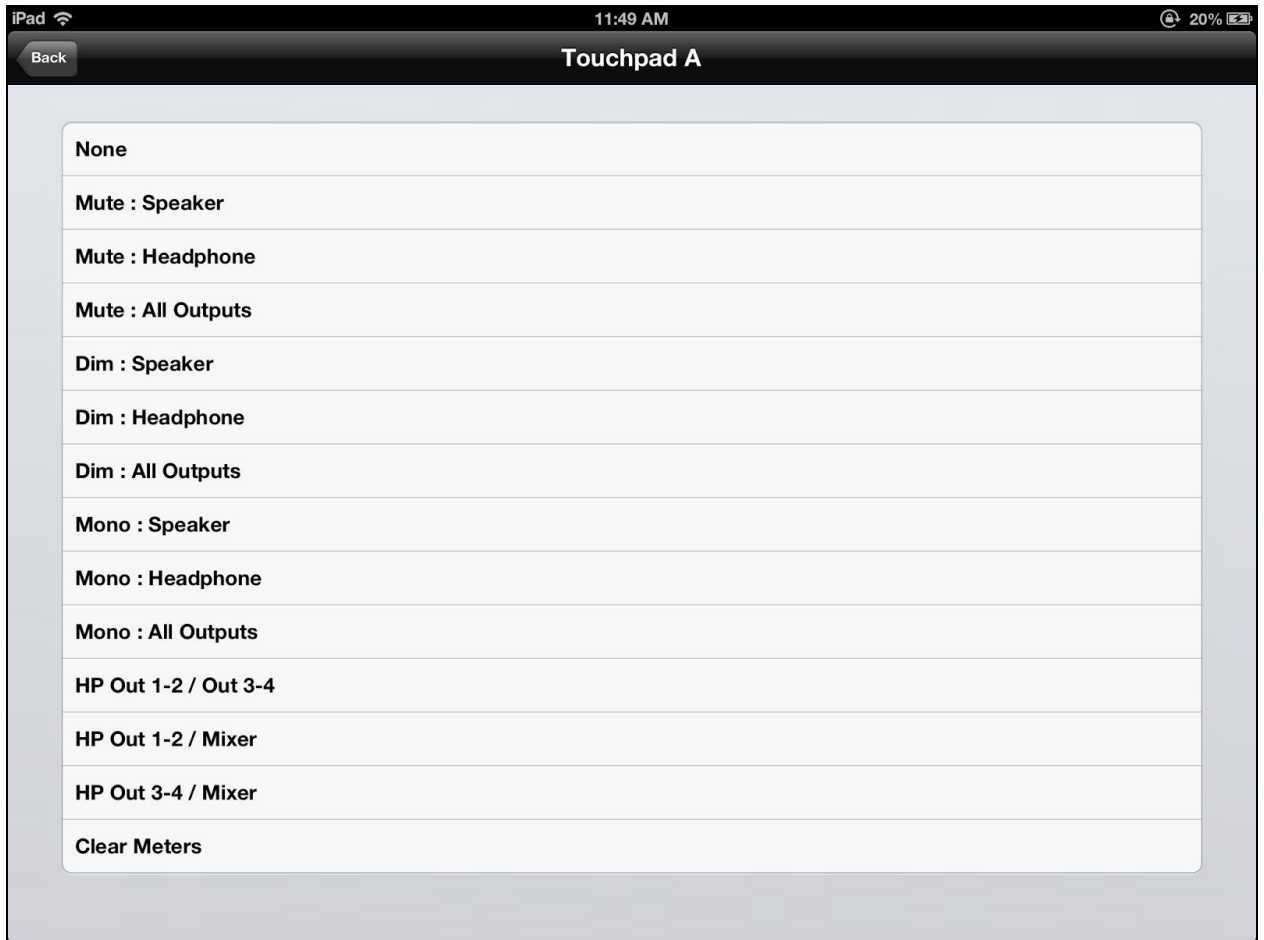 iPad 11:49 AM 20%
Back Touchpad A
None
Mute : Speaker
Mute : Headphone
Mute : All Outputs
Dim : Speaker
Dim : Headphone
Dim : All Outputs
Mono : Speaker
Mono : Headphone
Mono : All Outputs
HP Out 1-2 / Out 3-4
HP Out 1-2 / Mixer
HP Out 3-4 / Mixer
Clear Meters